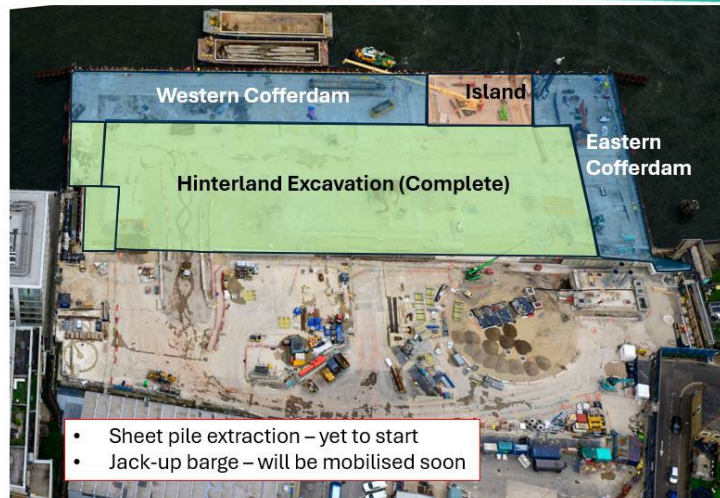 Western Cofferdam
Island
Eastern
Cofferdam
Hinterland Excavation (Complete)
• Sheet pile extraction – yet to start
• Jack-up barge – will be mobilised soon